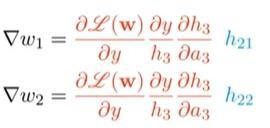 ∇w₁ = ∂ℒ(w)/∂y ∂y/h₃ ∂h₃/∂a₃ h₂₁
∇w₂ = ∂ℒ(w)/∂y ∂y/h₃ ∂h₃/∂a₃ h₂₂